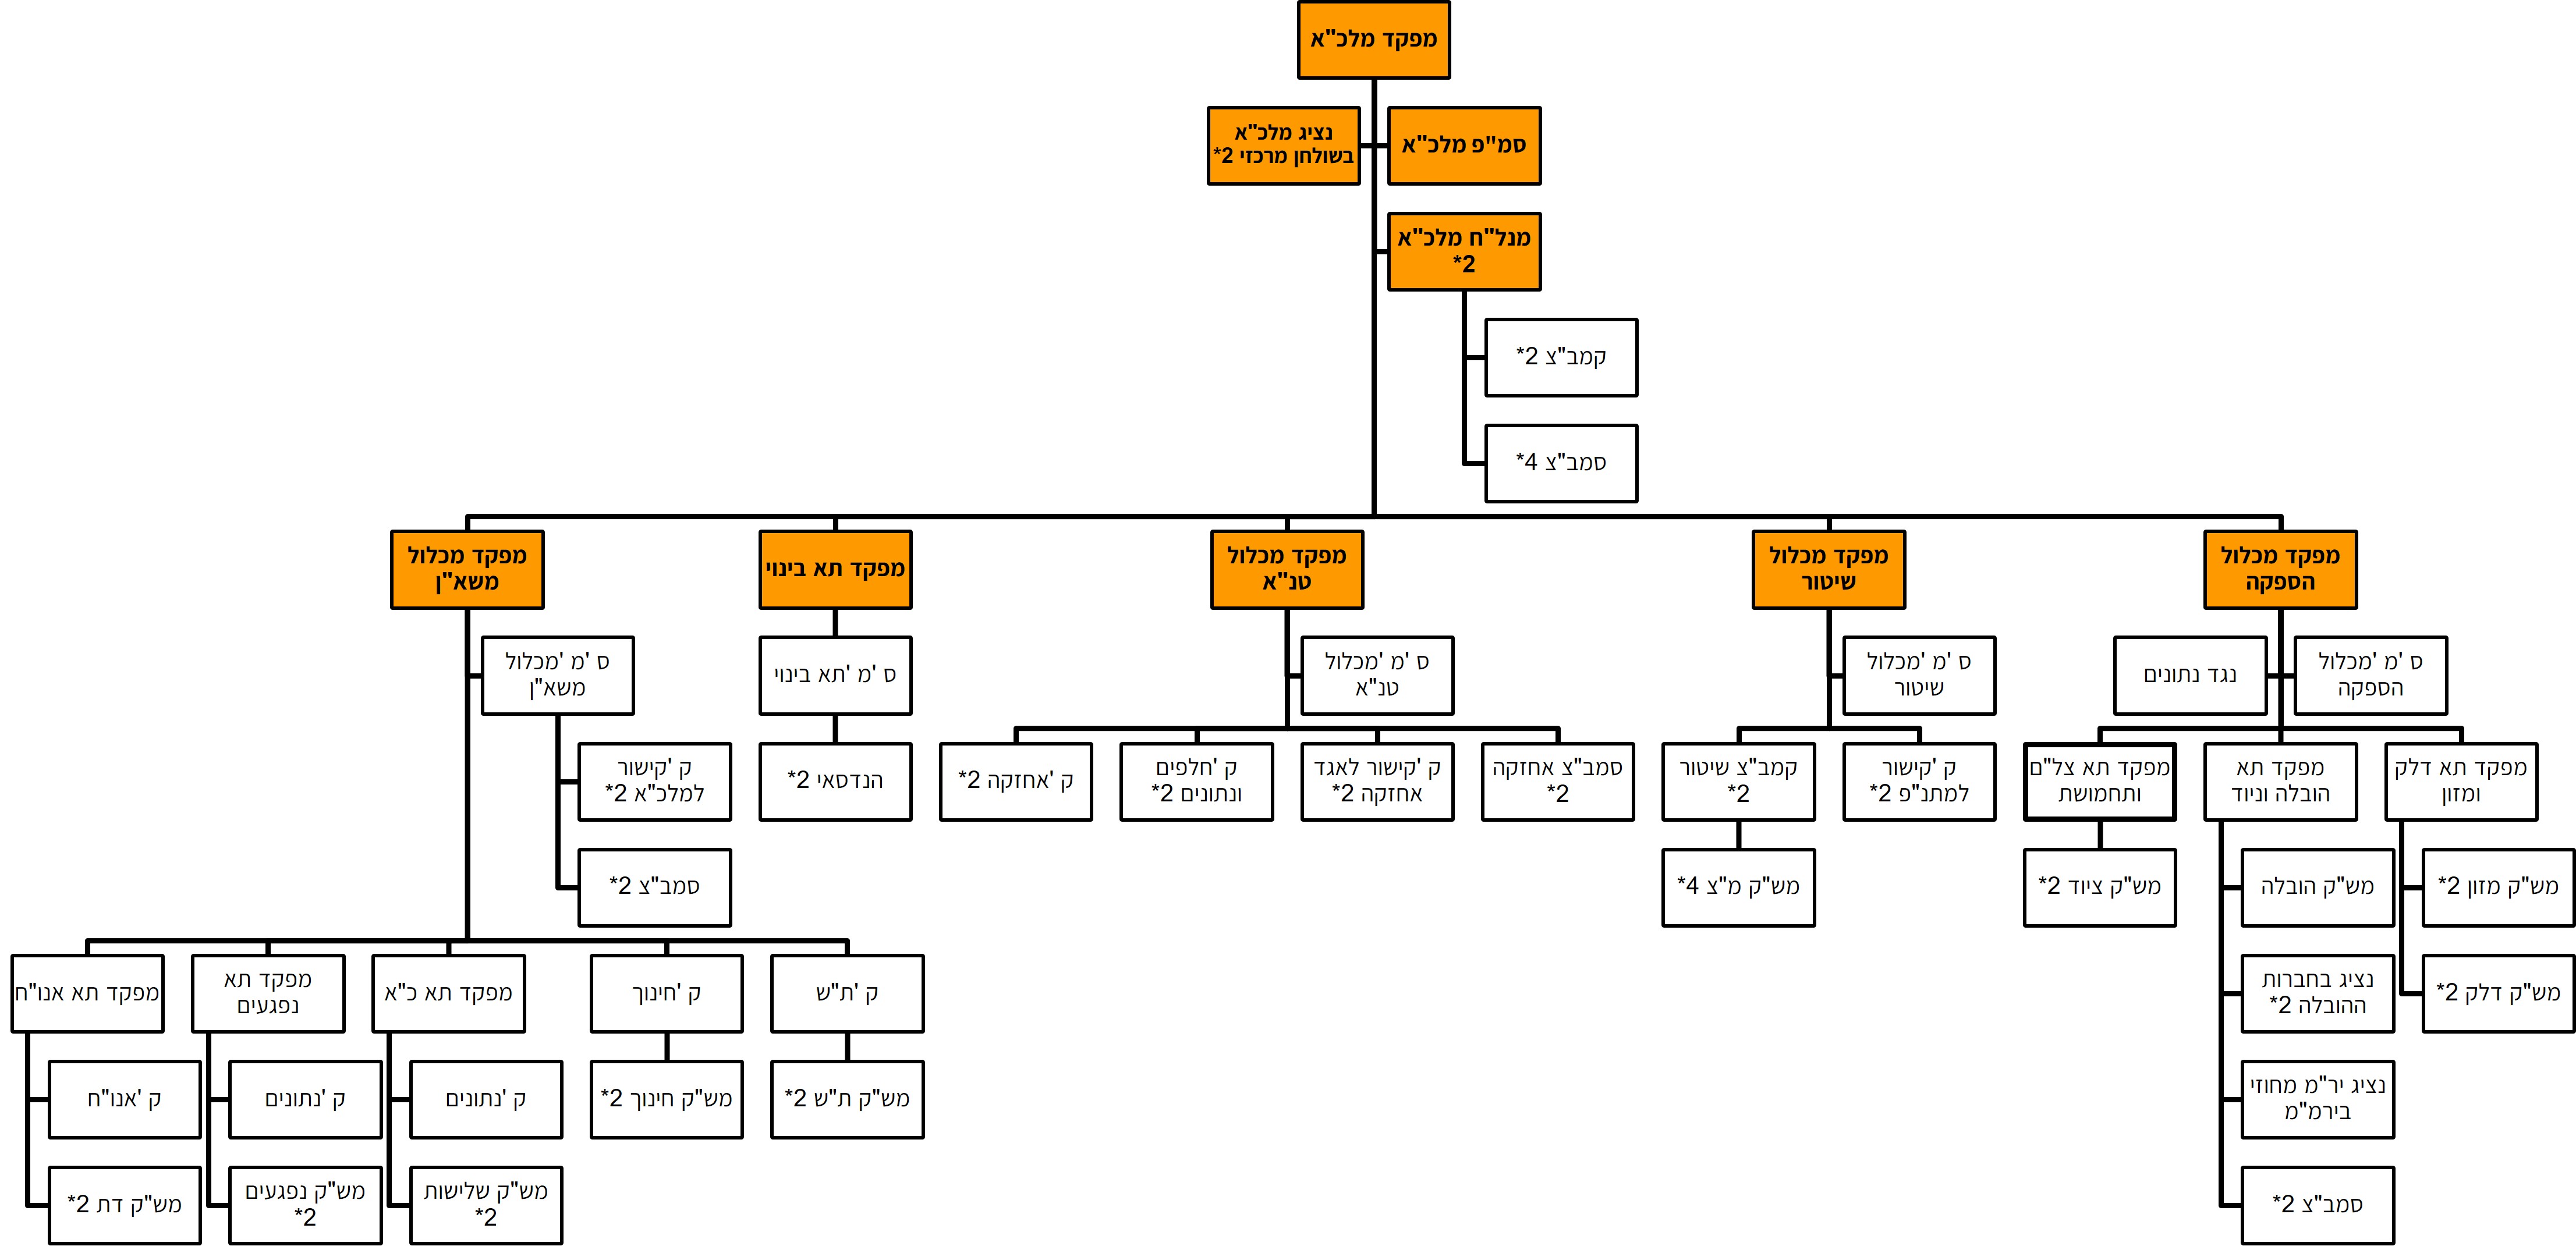 מפקד מלכ"א
סמ"פ מלכ"א
נציג מלכ"א
בשולחן מרכזי 2*
מנל"ח מלכ"א
2*
קמב"צ 2*
סמב"צ 4*
מפקד מכלול
הספקה
מפקד מכלול
שיטור
מפקד מכלול
טנ"א
מפקד תא בינוי
מפקד מכלול
משא"ן
ס 'מ 'מכלול
הספקה
נגד נתונים
ס 'מ 'מכלול
שיטור
ס 'מ 'מכלול
טנ"א
ס 'מ 'תא בינוי
ס 'מ 'מכלול
משא"ן
מפקד תא דלק
ומזון
מפקד תא
הובלה וניוד
מפקד תא צל"ם
ותחמושת
ק 'קישור
למתנ"פ 2*
קמב"צ שיטור
2*
סמב"צ אחזקה
2*
ק 'קישור לאגד
אחזקה 2*
ק 'חלפים
ונתונים 2*
ק 'אחזקה 2*
הנדסאי 2*
ק 'קישור
למלכ"א 2*
מש"ק מזון 2*
מש"ק הובלה
מש"ק ציוד 2*
מש"ק מ"צ 4*
סמב"צ 2*
מש"ק דלק 2*
נציג בחברות
ההובלה 2*
ק 'ת"ש
ק 'חינוך
מפקד תא כ"א
מפקד תא
נפגעים
מפקד תא אנו"ח
נציג יר"מ מחוזי
בירמ"מ
מש"ק ת"ש 2*
מש"ק חינוך 2*
ק 'נתונים
ק 'נתונים
ק 'אנו"ח
סמב"צ 2*
מש"ק שלישות
2*
מש"ק נפגעים
2*
מש"ק דת 2*